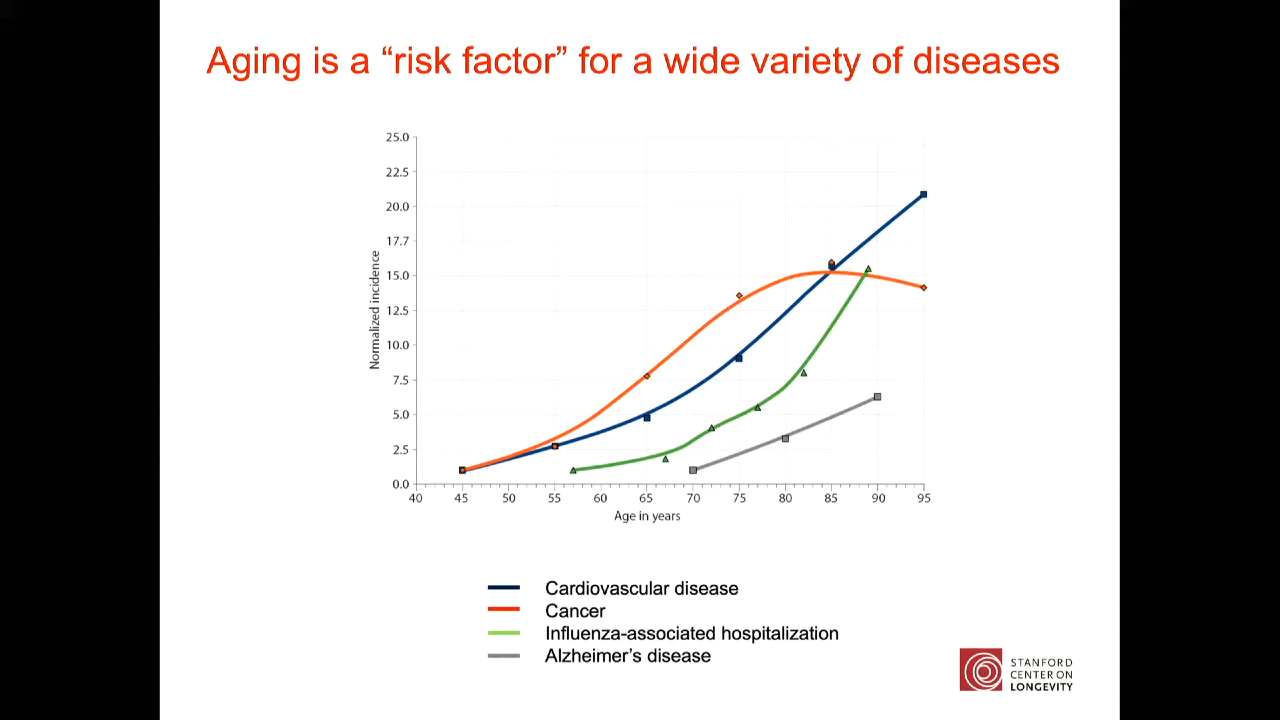 Aging is a “risk factor” for a wide variety of diseases
25.0
22.5
20.0
17.7
15.0
12.5
10.0
7.5
5.0
2.5
0.0
Normalized incidence
40 45 50 55 60 65 70 75 80 85 90 95
Age in years
Cardiovascular disease
Cancer
Influenza-associated hospitalization
Alzheimer’s disease
STANFORD
CENTER ON
LONGEVITY